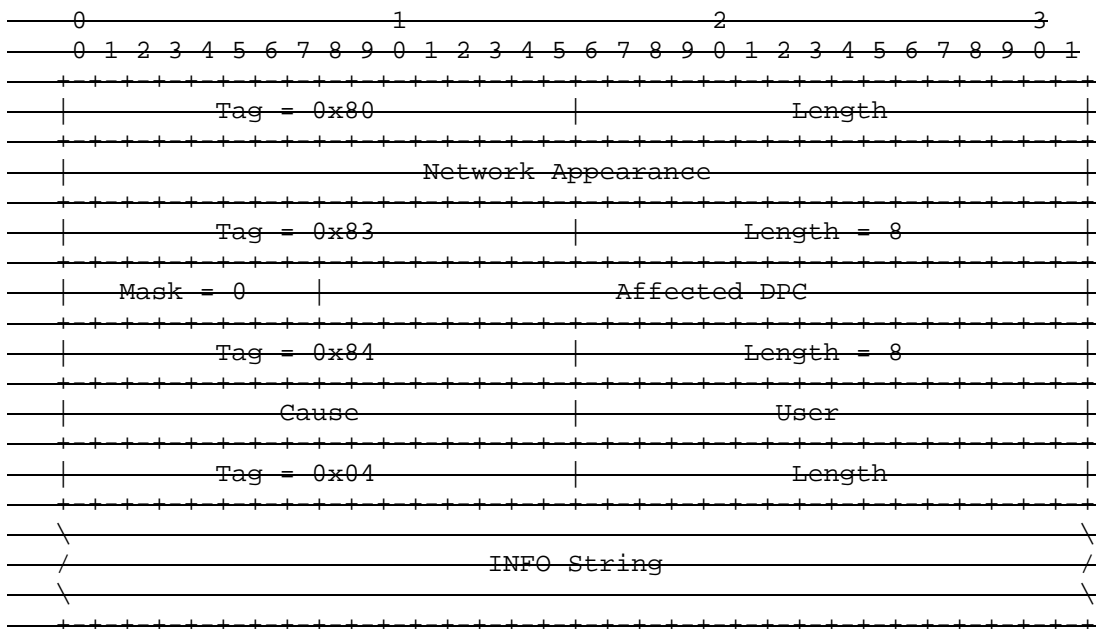 0                   1                   2                   3
 0 1 2 3 4 5 6 7 8 9 0 1 2 3 4 5 6 7 8 9 0 1 2 3 4 5 6 7 8 9 0 1
+-+-+-+-+-+-+-+-+-+-+-+-+-+-+-+-+-+-+-+-+-+-+-+-+-+-+-+-+-+-+-+-+
|         Tag = 0x80            |             Length            |
+-+-+-+-+-+-+-+-+-+-+-+-+-+-+-+-+-+-+-+-+-+-+-+-+-+-+-+-+-+-+-+-+
|                      Network Appearance                       |
+-+-+-+-+-+-+-+-+-+-+-+-+-+-+-+-+-+-+-+-+-+-+-+-+-+-+-+-+-+-+-+-+
|         Tag = 0x83            |          Length = 8           |
+-+-+-+-+-+-+-+-+-+-+-+-+-+-+-+-+-+-+-+-+-+-+-+-+-+-+-+-+-+-+-+-+
|   Mask = 0    |                  Affected DPC                 |
+-+-+-+-+-+-+-+-+-+-+-+-+-+-+-+-+-+-+-+-+-+-+-+-+-+-+-+-+-+-+-+-+
|         Tag = 0x84            |          Length = 8           |
+-+-+-+-+-+-+-+-+-+-+-+-+-+-+-+-+-+-+-+-+-+-+-+-+-+-+-+-+-+-+-+-+
|             Cause             |            User               |
+-+-+-+-+-+-+-+-+-+-+-+-+-+-+-+-+-+-+-+-+-+-+-+-+-+-+-+-+-+-+-+-+
|         Tag = 0x04            |             Length            |
+-+-+-+-+-+-+-+-+-+-+-+-+-+-+-+-+-+-+-+-+-+-+-+-+-+-+-+-+-+-+-+-+
\                                                               \
/                          INFO String                          /
\                                                               \
+-+-+-+-+-+-+-+-+-+-+-+-+-+-+-+-+-+-+-+-+-+-+-+-+-+-+-+-+-+-+-+-+